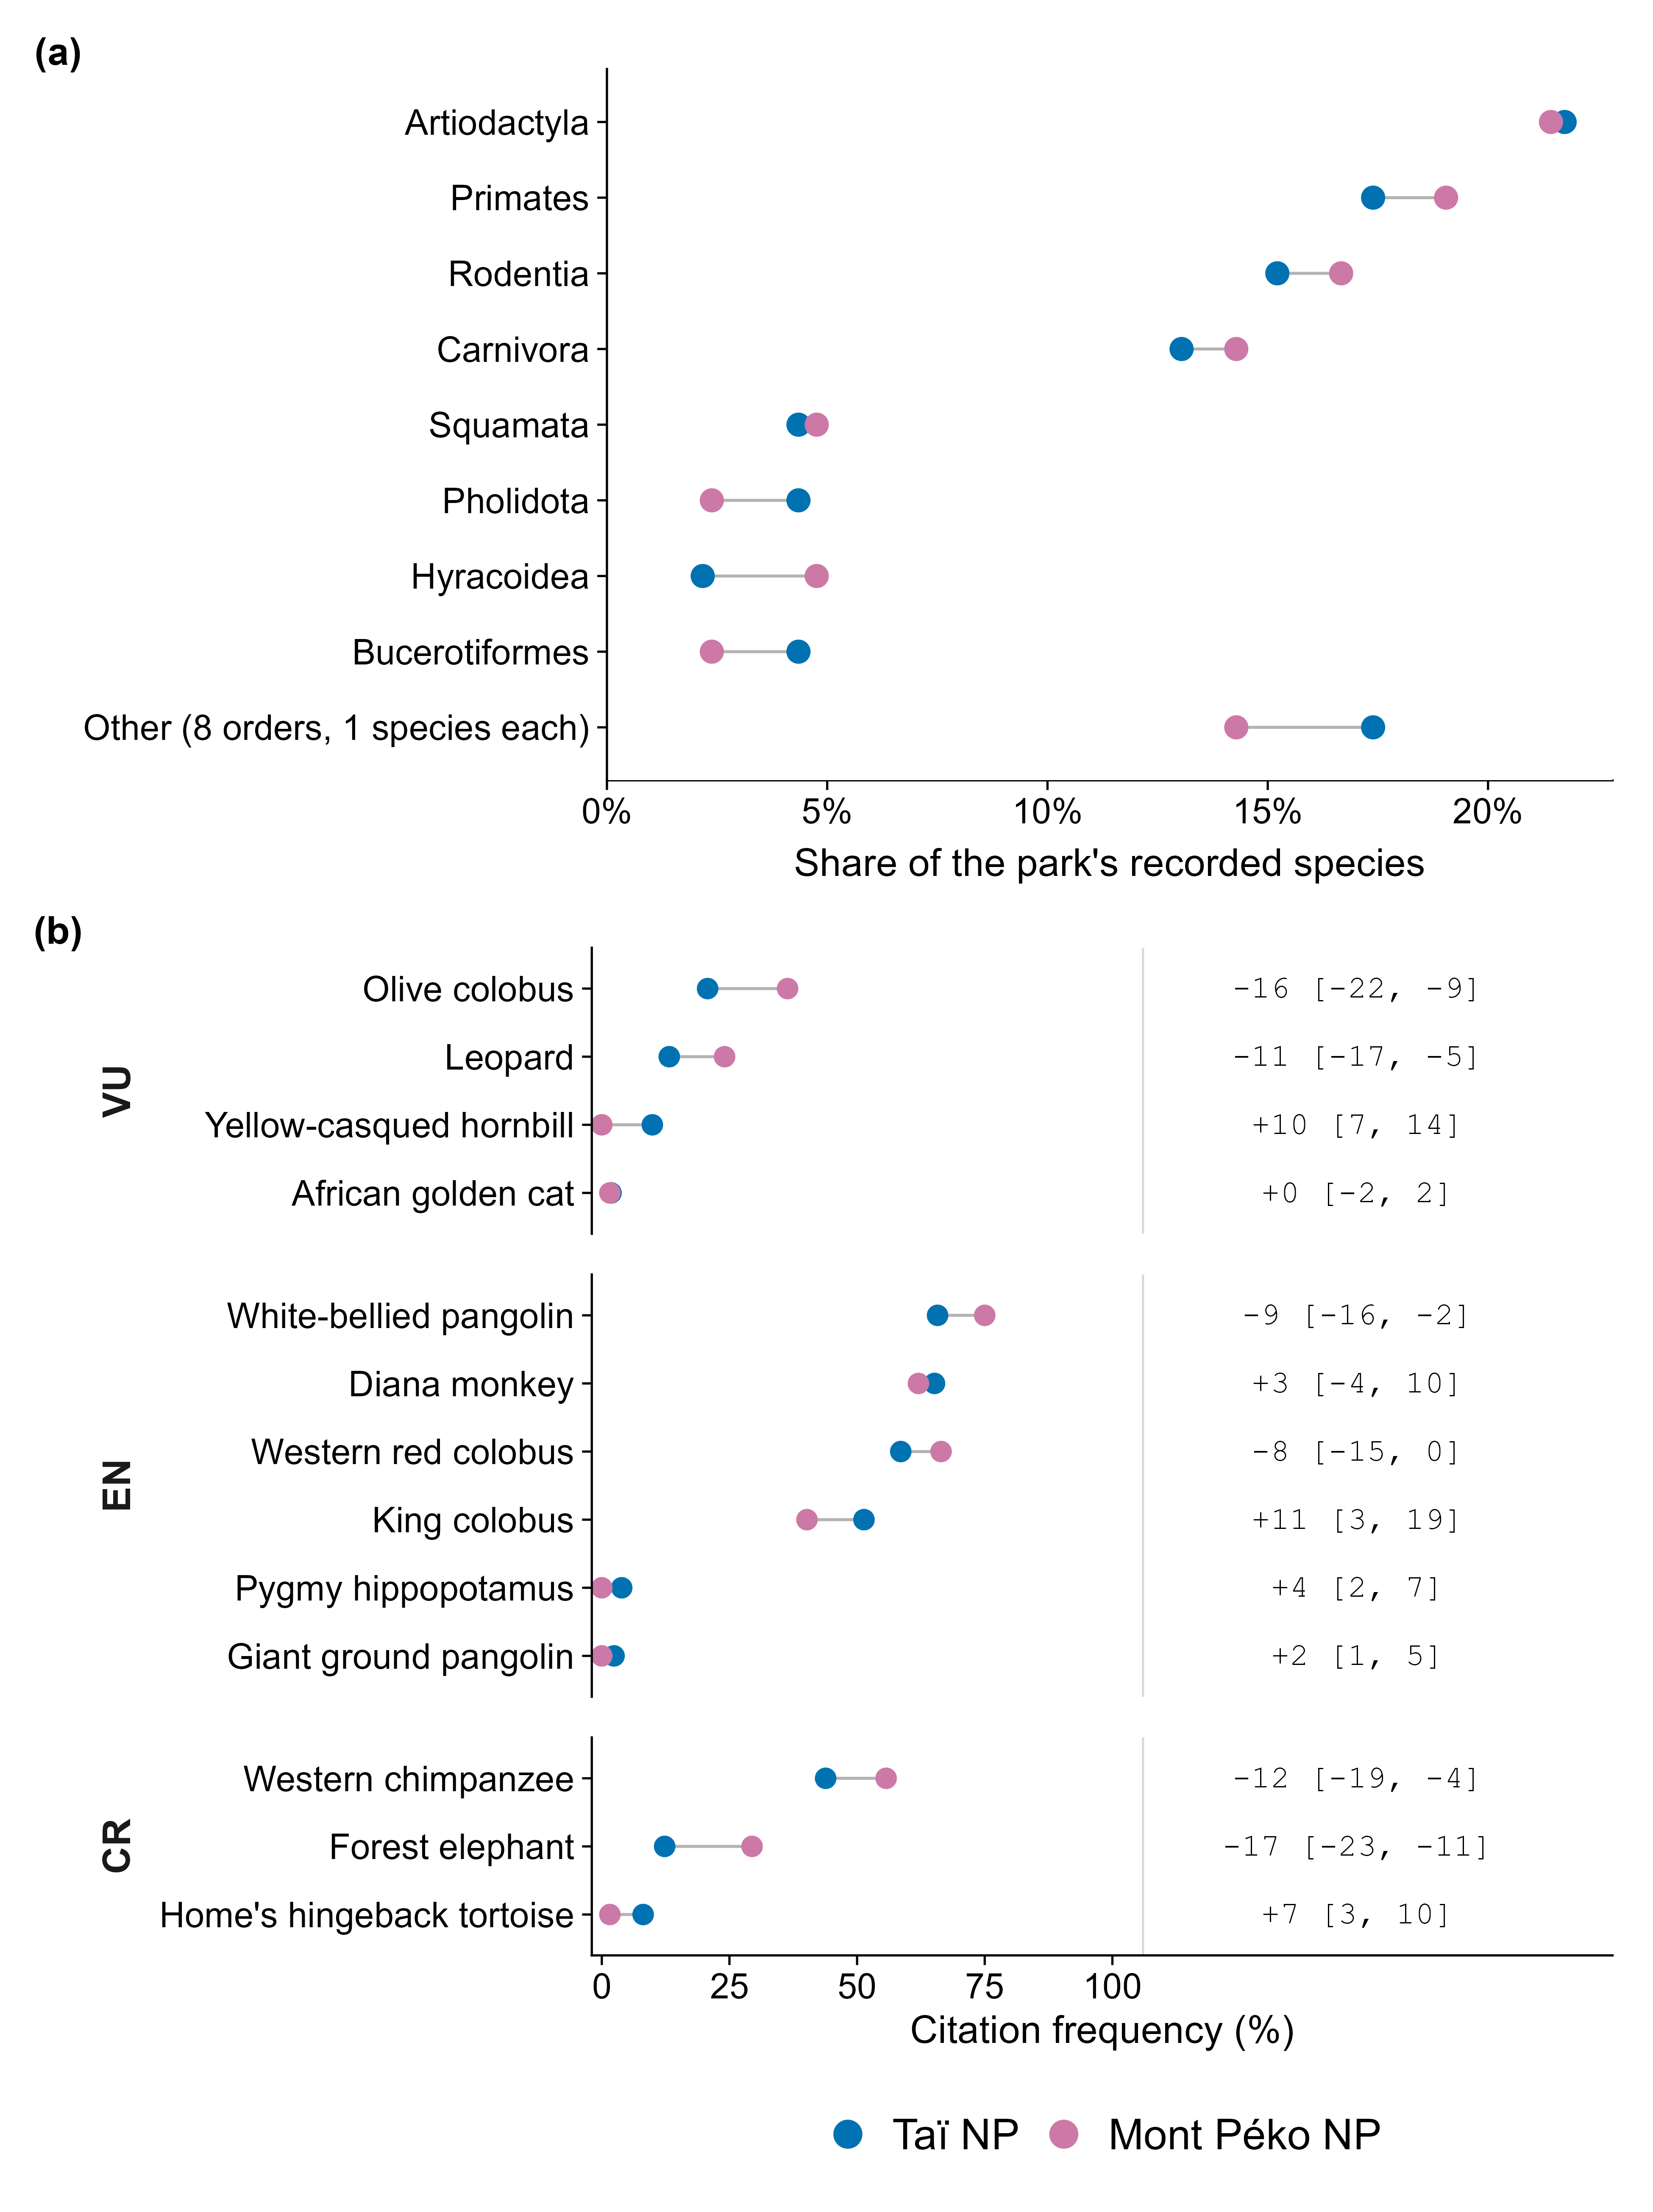 (a)
Artiodactyla
Primates
Rodentia
Carnivora
Squamata
Pholidota
Hyracoidea
Bucerotiformes
Other (8 orders, 1 species each)
0% 5% 10% 15% 20%
Share of the park's recorded species
(b)
VU
Olive colobus -16 [-22, -9]
Leopard -11 [-17, -5]
Yellow-casqued hornbill +10 [7, 14]
African golden cat +0 [-2, 2]
EN
White-bellied pangolin -9 [-16, -2]
Diana monkey +3 [-4, 10]
Western red colobus -8 [-15, 0]
King colobus +11 [3, 19]
Pygmy hippopotamus +4 [2, 7]
Giant ground pangolin +2 [1, 5]
CR
Western chimpanzee -12 [-19, -4]
Forest elephant -17 [-23, -11]
Home's hingeback tortoise +7 [3, 10]
0 25 50 75 100
Citation frequency (%)
Taï NP Mont Péko NP